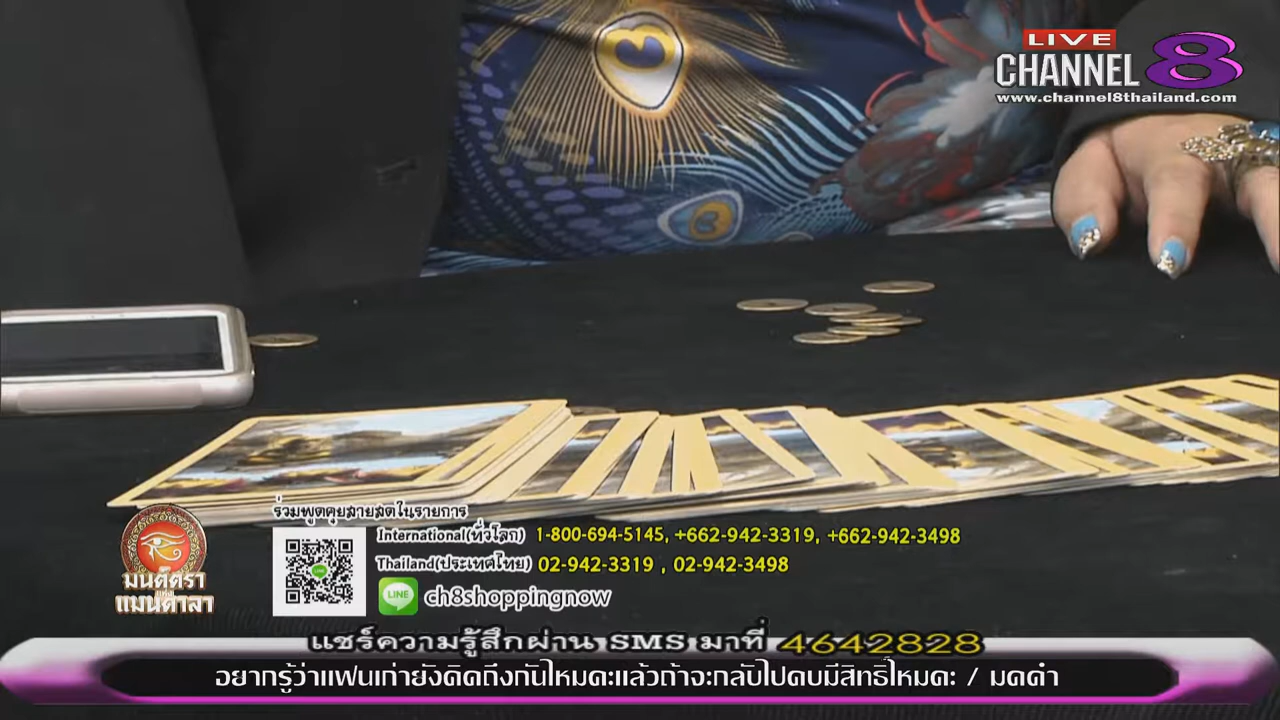 LIVE
CHANNEL 8
www.channel8thailand.com
ร่วมพูดคุยสายสดในรายการ
International(ทั่วโลก) 1-800-694-5145, +662-942-3319, +662-942-3498
Thailand(ประเทศไทย) 02-942-3319 , 02-942-3498
LINE ch8shoppingnow
มนต์ตรา
แห่ง
แมนดาลา
แชร์ความรู้สึกผ่าน SMS มาที่ 4642828
อยากรู้ว่าแฟนเก่ายังคิดถึงกันไหมคะแล้วถ้าจะกลับไปคบมีสิทธิ์ไหมคะ / มดดำ